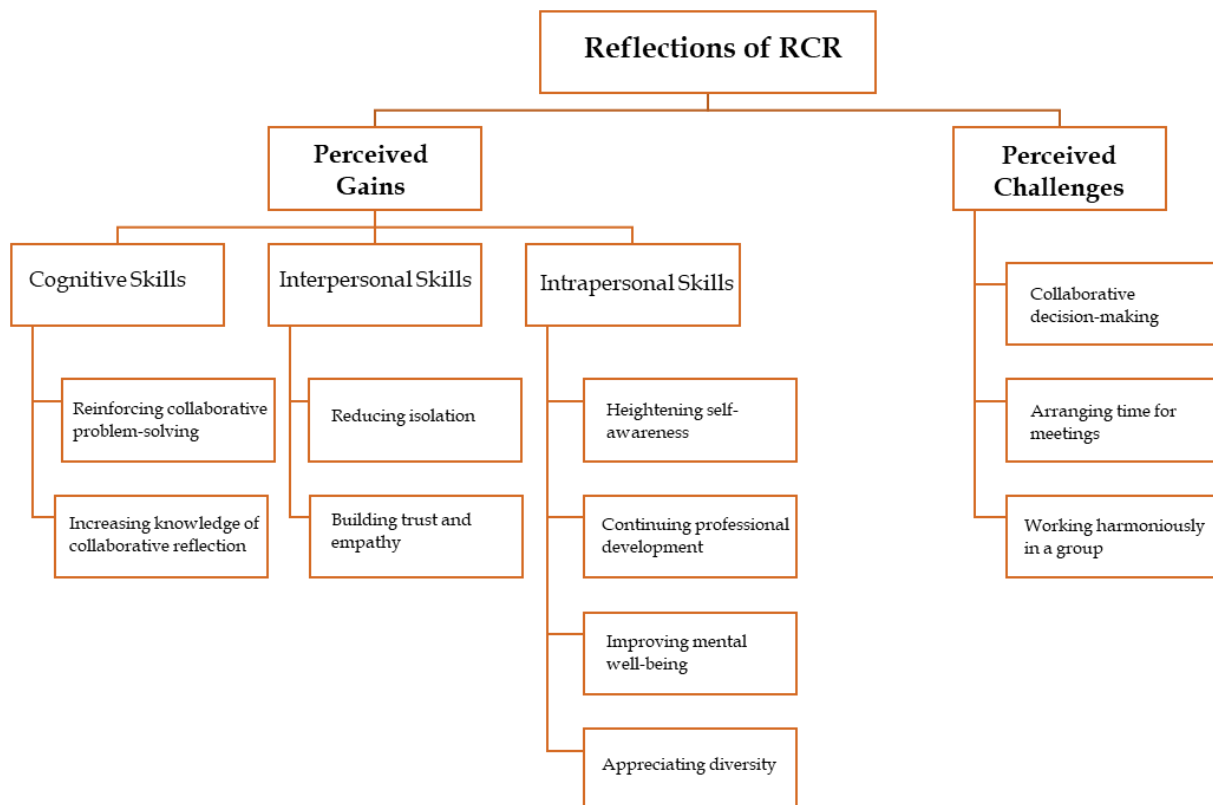 Reflections of RCR
Perceived
Gains
Perceived
Challenges
Cognitive Skills
Interpersonal Skills
Intrapersonal Skills
Reinforcing collaborative
problem-solving
Increasing knowledge of
collaborative reflection
Reducing isolation
Building trust and
empathy
Heightening self-
awareness
Continuing professional
development
Improving mental
well-being
Appreciating diversity
Collaborative
decision-making
Arranging time for
meetings
Working harmoniously
in a group